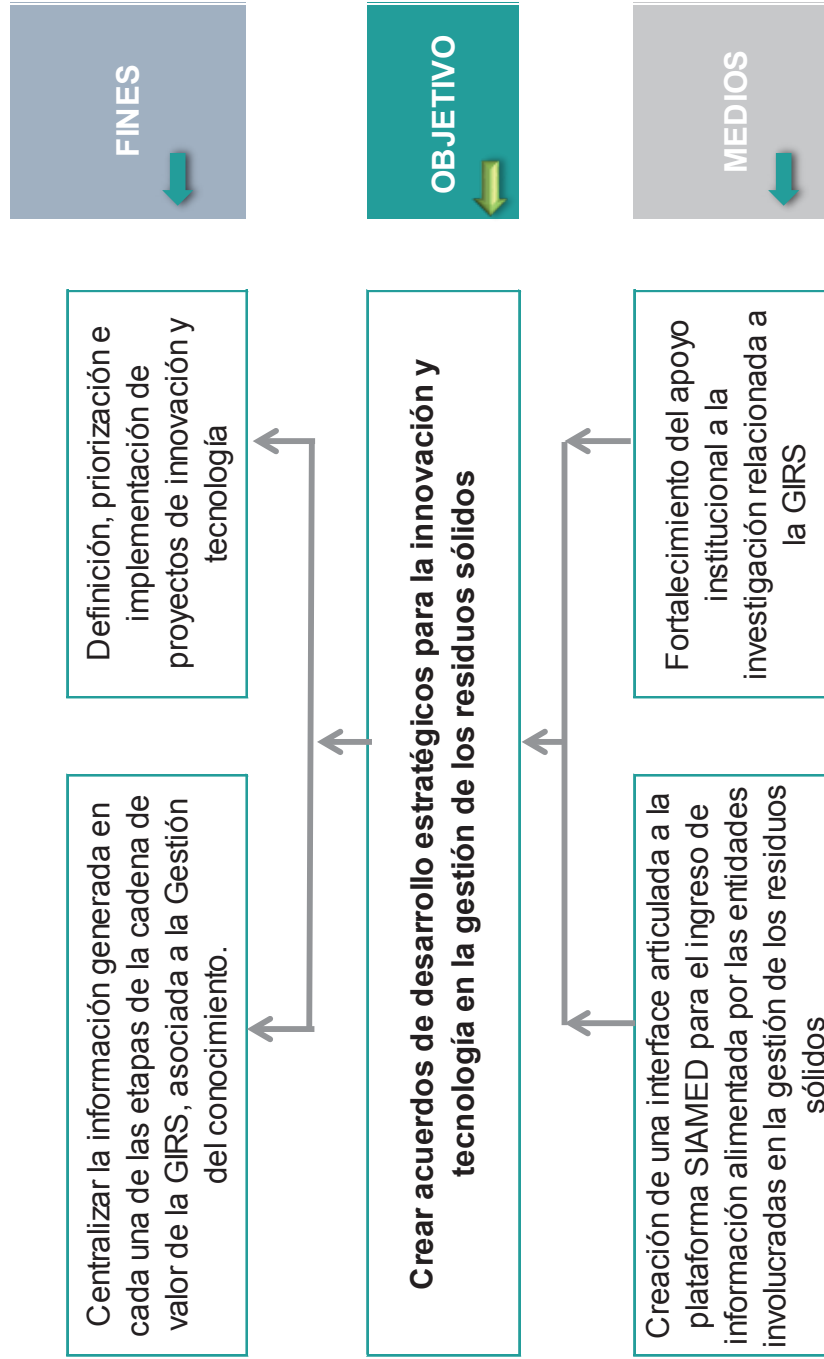 Centralizar la información generada en
cada una de las etapas de la cadena de
valor de la GIRS, asociada a la Gestión
del conocimiento.
Definición, priorización e
implementación de
proyectos de innovación y
tecnología
FINES
Crear acuerdos de desarrollo estratégicos para la innovación y
tecnología en la gestión de los residuos sólidos
OBJETIVO
Creación de una interface articulada a la
plataforma SIAMED para el ingreso de
información alimentada por las entidades
involucradas en la gestión de los residuos
sólidos
Fortalecimiento del apoyo
institucional a la
investigación relacionada a
la GIRS
MEDIOS